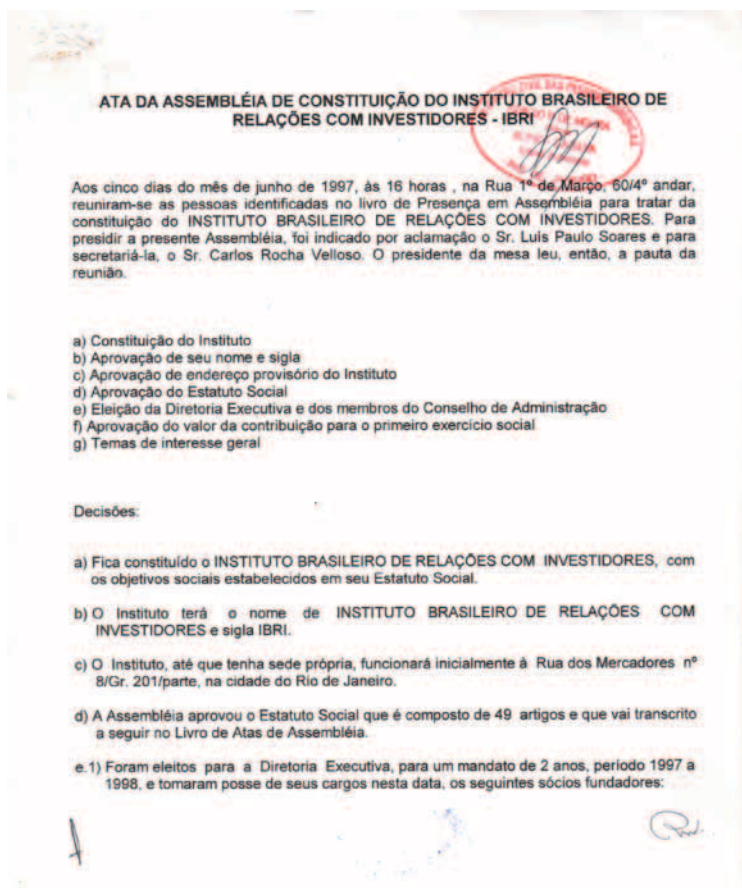 ATA DA ASSEMBLÉIA DE CONSTITUIÇÃO DO INSTITUTO BRASILEIRO DE
RELAÇÕES COM INVESTIDORES - IBRI
Aos cinco dias do mês de junho de 1997, às 16 horas , na Rua 1º de Março, 60/4º andar,
reuniram-se as pessoas identificadas no livro de Presença em Assembléia para tratar da
constituição do INSTITUTO BRASILEIRO DE RELAÇÕES COM INVESTIDORES. Para
presidir a presente Assembléia, foi indicado por aclamação o Sr. Luis Paulo Soares e para
secretariá-la, o Sr. Carlos Rocha Velloso. O presidente da mesa leu, então, a pauta da
reunião.
a) Constituição do Instituto
b) Aprovação de seu nome e sigla
c) Aprovação de endereço provisório do Instituto
d) Aprovação do Estatuto Social
e) Eleição da Diretoria Executiva e dos membros do Conselho de Administração
f) Aprovação do valor da contribuição para o primeiro exercício social
g) Temas de interesse geral
Decisões:
a) Fica constituído o INSTITUTO BRASILEIRO DE RELAÇÕES COM INVESTIDORES, com
os objetivos sociais estabelecidos em seu Estatuto Social.
b) O Instituto terá o nome de INSTITUTO BRASILEIRO DE RELAÇÕES COM
INVESTIDORES e sigla IBRI.
c) O Instituto, até que tenha sede própria, funcionará inicialmente à Rua dos Mercadores nº
8/Gr. 201/parte, na cidade do Rio de Janeiro.
d) A Assembléia aprovou o Estatuto Social que é composto de 49 artigos e que vai transcrito
a seguir no Livro de Atas de Assembléia.
e.1) Foram eleitos para a Diretoria Executiva, para um mandato de 2 anos, período 1997 a
1998, e tomaram posse de seus cargos nesta data, os seguintes sócios fundadores: